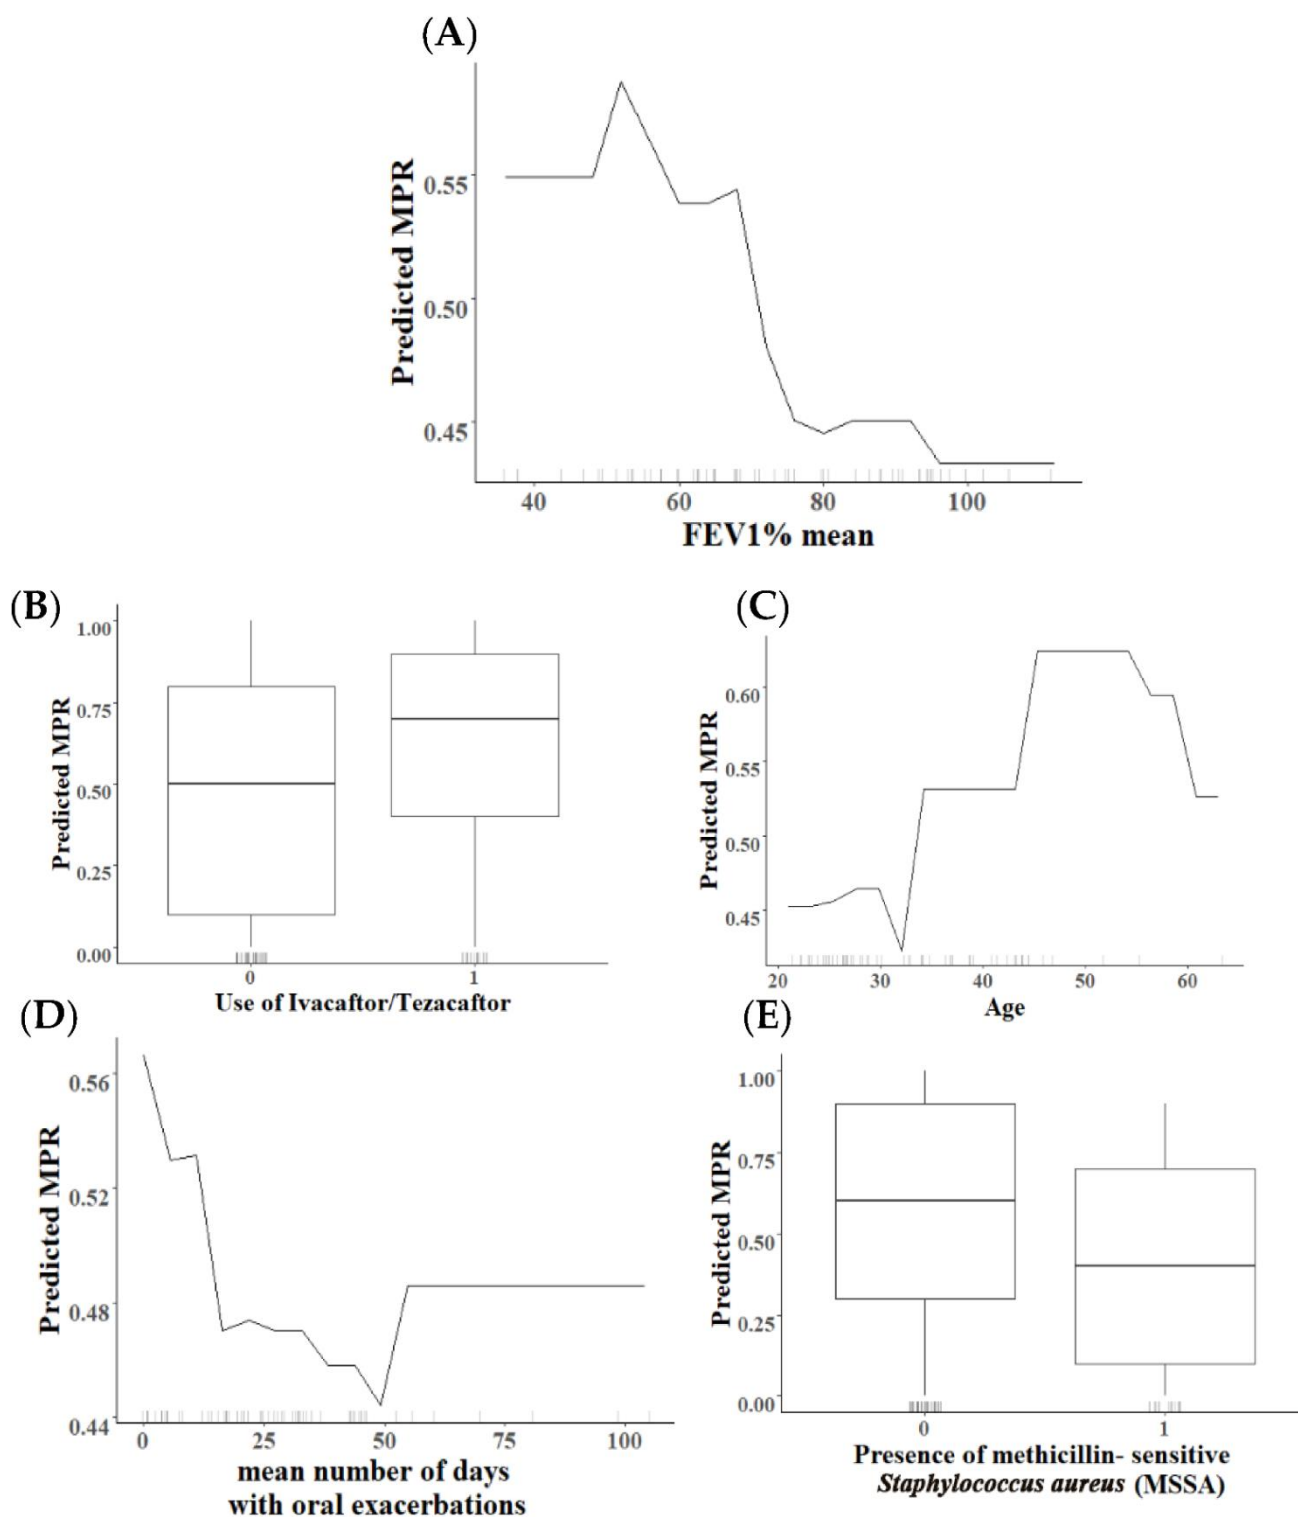 (A)
Predicted MPR
0.55
0.50
0.45
40 60 80 100
FEV1% mean
(B)
Predicted MPR
1.00
0.75
0.50
0.25
0.00
0 1
Use of Ivacaftor/Tezacaftor
(C)
Predicted MPR
0.60
0.55
0.50
0.45
20 30 40 50 60
Age
(D)
Predicted MPR
0.56
0.52
0.48
0.44
0 25 50 75 100
mean number of days
with oral exacerbations
(E)
Predicted MPR
1.00
0.75
0.50
0.25
0.00
0 1
Presence of methicillin- sensitive
Staphylococcus aureus (MSSA)